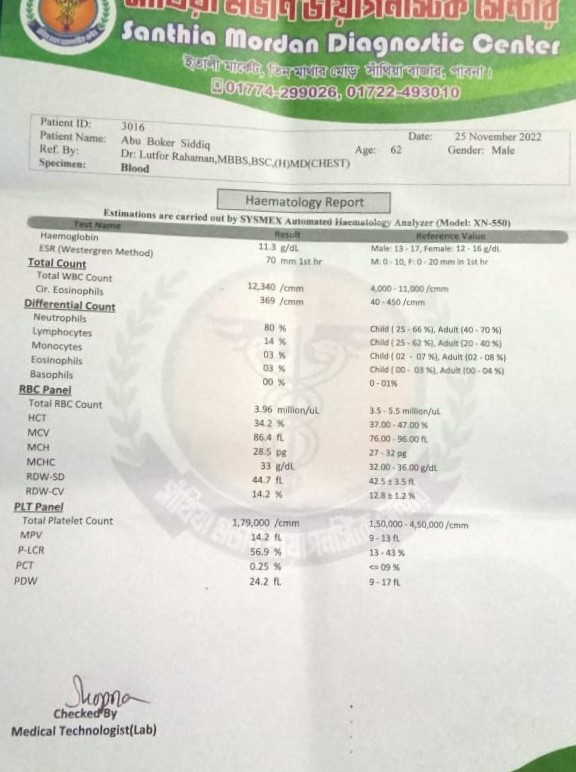 সাঁথিয়া মডার্ন ডায়াগনস্টিক সেন্টার
Santhia Mordan Diagnostic Center
ইতালী মার্কেট, তিন মাথার মোড় সাঁথিয়া বাজার, পাবনা।
01774-299026, 01722-493010
Patient ID: 3016
Patient Name: Abu Boker Siddiq Date: 25 November 2022
Ref. By: Dr: Lutfor Rahaman,MBBS,BSC,(H)MD(CHEST) Age: 62 Gender: Male
Specimen: Blood
Haematology Report
Estimations are carried out by SYSMEX Automated Haematology Analyzer (Model: XN-550)
Test Name Result Reference Value
Haemoglobin 11.3 g/dL Male: 13 - 17, Female: 12 - 16 g/dL
ESR (Westergren Method) 70 mm 1st hr M: 0 - 10, F: 0 - 20 mm in 1st hr
Total Count
Total WBC Count 12,340 /cmm 4,000 - 11,000 /cmm
Cir. Eosinophils 369 /cmm 40 - 450 /cmm
Differential Count
Neutrophils 80 % Child ( 25 - 66 %), Adult (40 - 70 %)
Lymphocytes 14 % Child ( 25 - 62 %), Adult (20 - 40 %)
Monocytes 03 % Child ( 02 - 07 %), Adult (02 - 08 %)
Eosinophils 03 % Child ( 00 - 03 %), Adult (00 - 04 %)
Basophils 00 % 0 - 01%
RBC Panel
Total RBC Count 3.96 million/uL 3.5 - 5.5 million/uL
HCT 34.2 % 37.00 - 47.00 %
MCV 86.4 fL 76.00 - 96.00 fL
MCH 28.5 pg 27 - 32 pg
MCHC 33 g/dL 32.00 - 36.00 g/dL
RDW-SD 44.7 fL 42.5 ± 3.5 fL
RDW-CV 14.2 % 12.8 ± 1.2 %
PLT Panel
Total Platelet Count 1,79,000 /cmm 1,50,000 - 4,50,000 /cmm
MPV 14.2 fL 9 - 13 fL
P-LCR 56.9 % 13 - 43 %
PCT 0.25 % <= 09 %
PDW 24.2 fL 9 - 17 fL
Checked By
Medical Technologist(Lab)